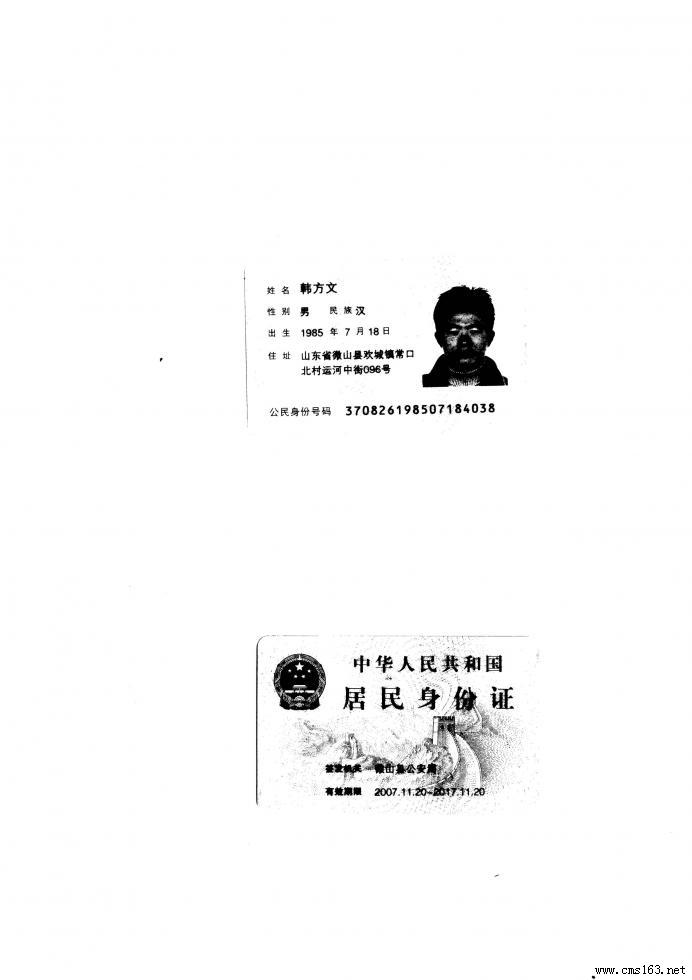 姓名 韩方文
性别 男 民族 汉
出生 1985 年 7 月 18 日
住址 山东省微山县欢城镇常口
北村运河中街096号
公民身份号码 370826198507184038
中华人民共和国
居民身份证
签发机关 微山县公安局
有效期限 2007.11.20-2017.11.20
www.cms163.net